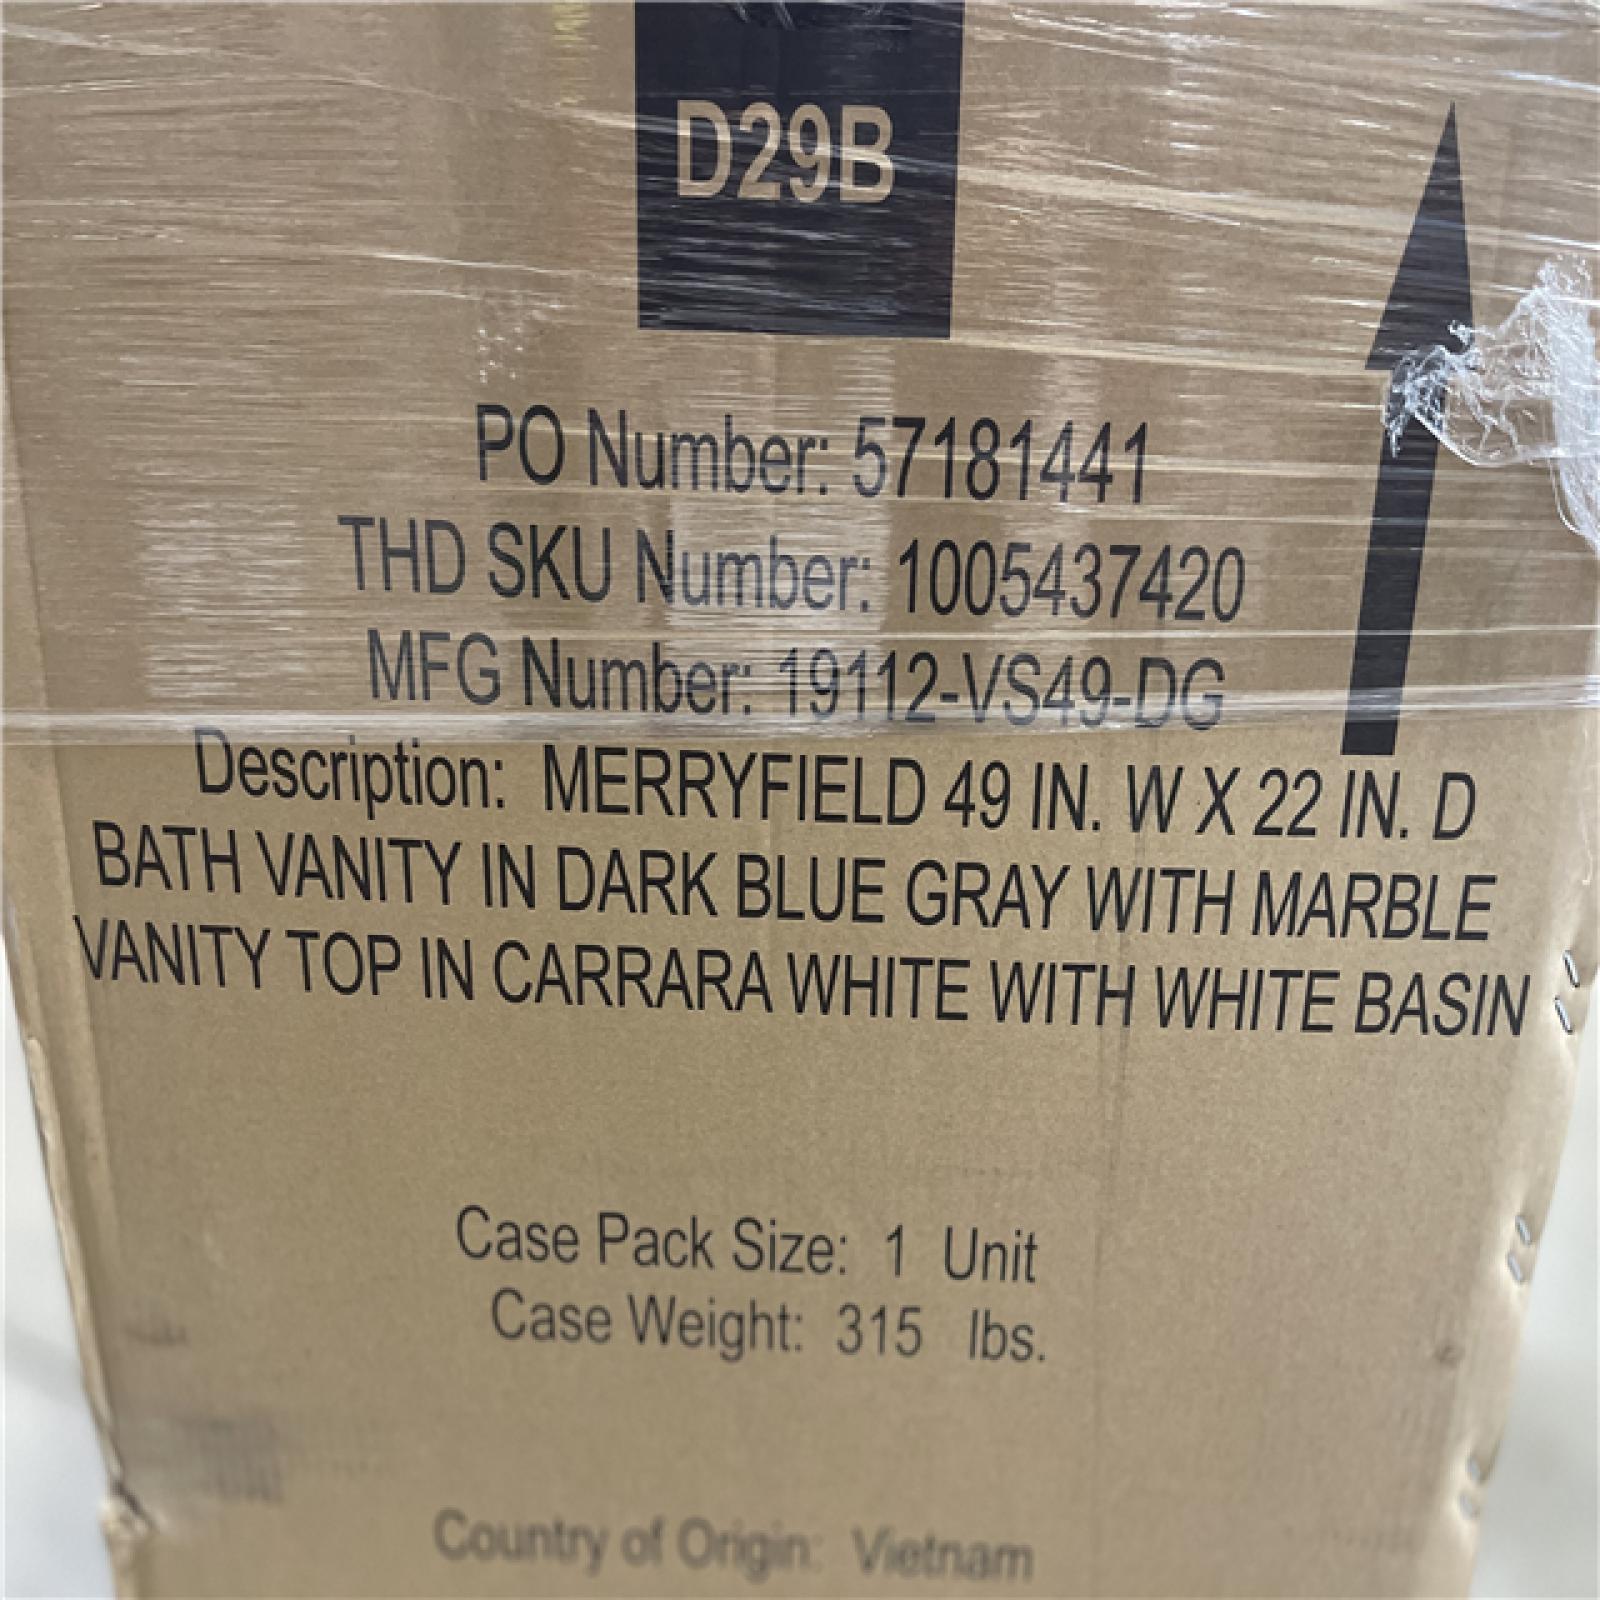 D29B
PO Number: 57181441
THD SKU Number: 1005437420
MFG Number: 19112-VS49-DG
Description: MERRYFIELD 49 IN. W X 22 IN. D
BATH VANITY IN DARK BLUE GRAY WITH MARBLE
VANITY TOP IN CARRARA WHITE WITH WHITE BASIN
Case Pack Size: 1 Unit
Case Weight: 315 lbs.
Country of Origin: Vietnam